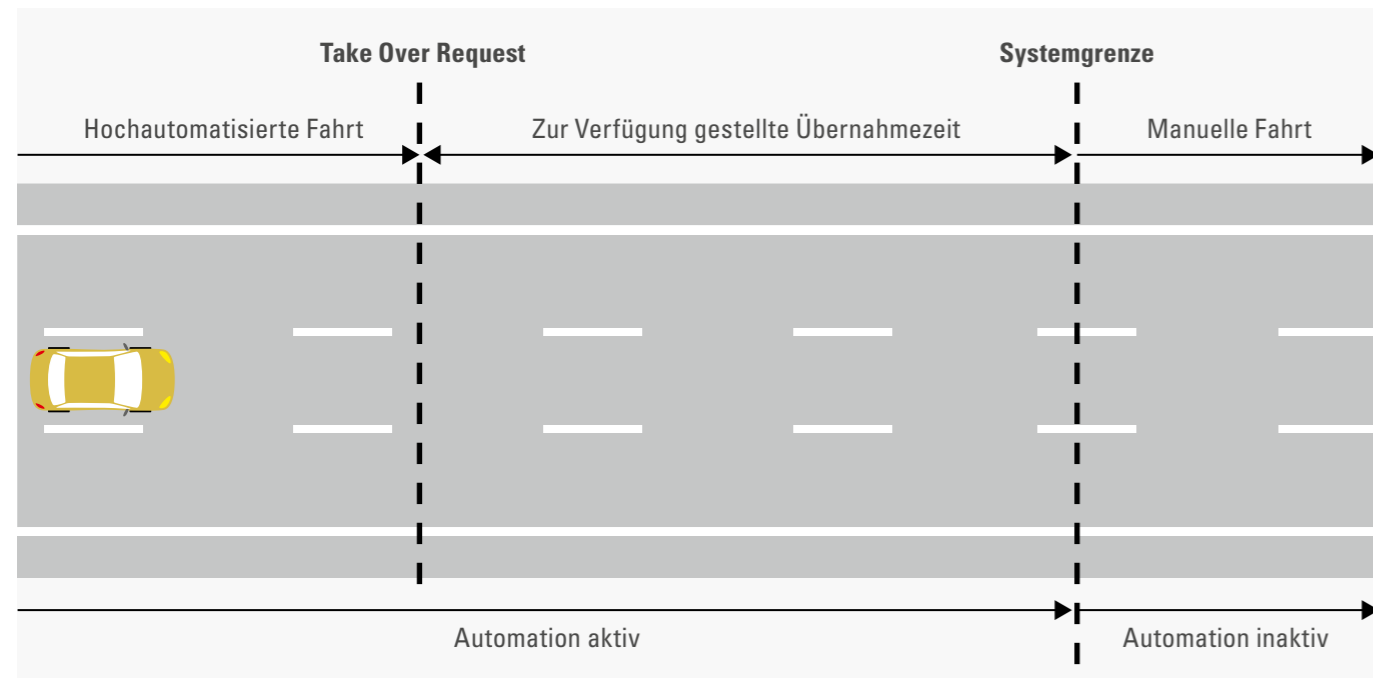 Take Over Request
Systemgrenze
Hochautomatisierte Fahrt
Zur Verfügung gestellte Übernahmezeit
Manuelle Fahrt
Automation aktiv
Automation inaktiv